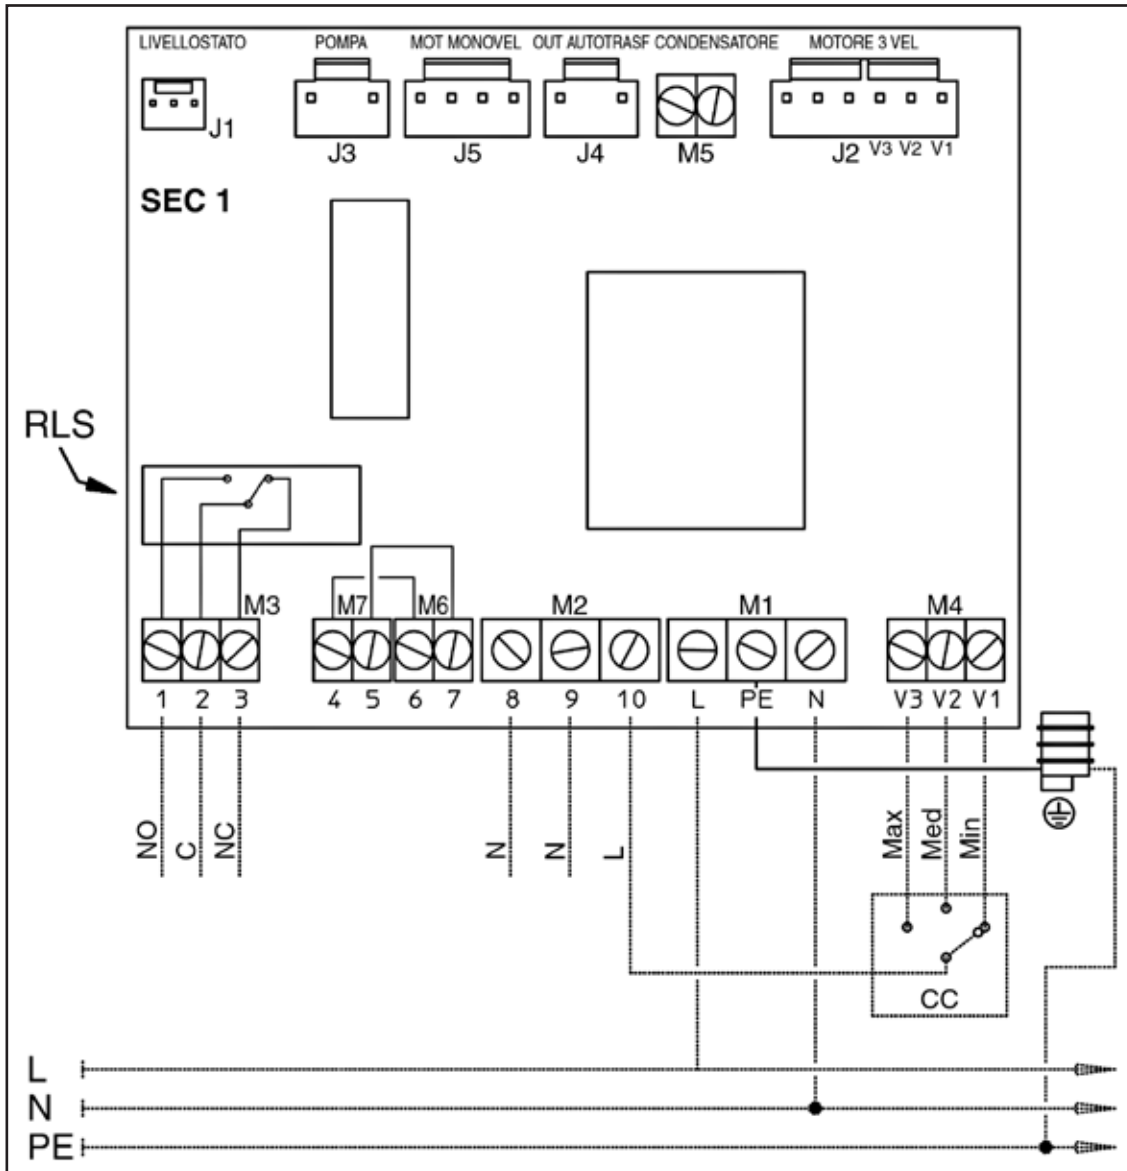 LIVELLOSTATO POMPA MOT MONOVEL OUT AUTOTRASF CONDENSATORE MOTORE 3 VEL
J1 J3 J5 J4 M5 J2 V3 V2 V1
SEC 1
RLS
M3 M7 M6 M2 M1 M4
1 2 3 4 5 6 7 8 9 10 L PE N V3 V2 V1
NO C NC N N L Max Med Min
CC
L
N
PE